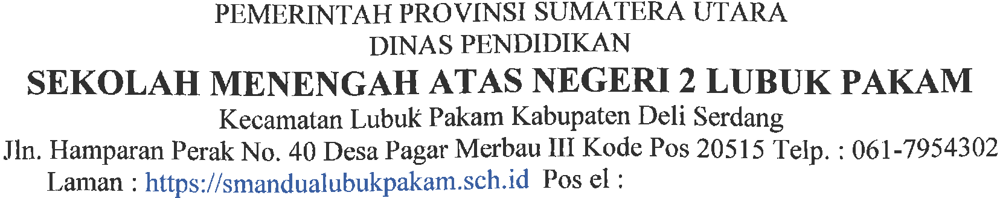 PEMERINTAH PROVINSI SUMATERA UTARA
DINAS PENDIDIKAN
SEKOLAH MENENGAH ATAS NEGERI 2 LUBUK PAKAM
Kecamatan Lubuk Pakam Kabupaten Deli Serdang
Jln. Hamparan Perak No. 40 Desa Pagar Merbau III Kode Pos 20515 Telp. : 061-7954302
Laman : https://smandualubukpakam.sch.id Pos el :